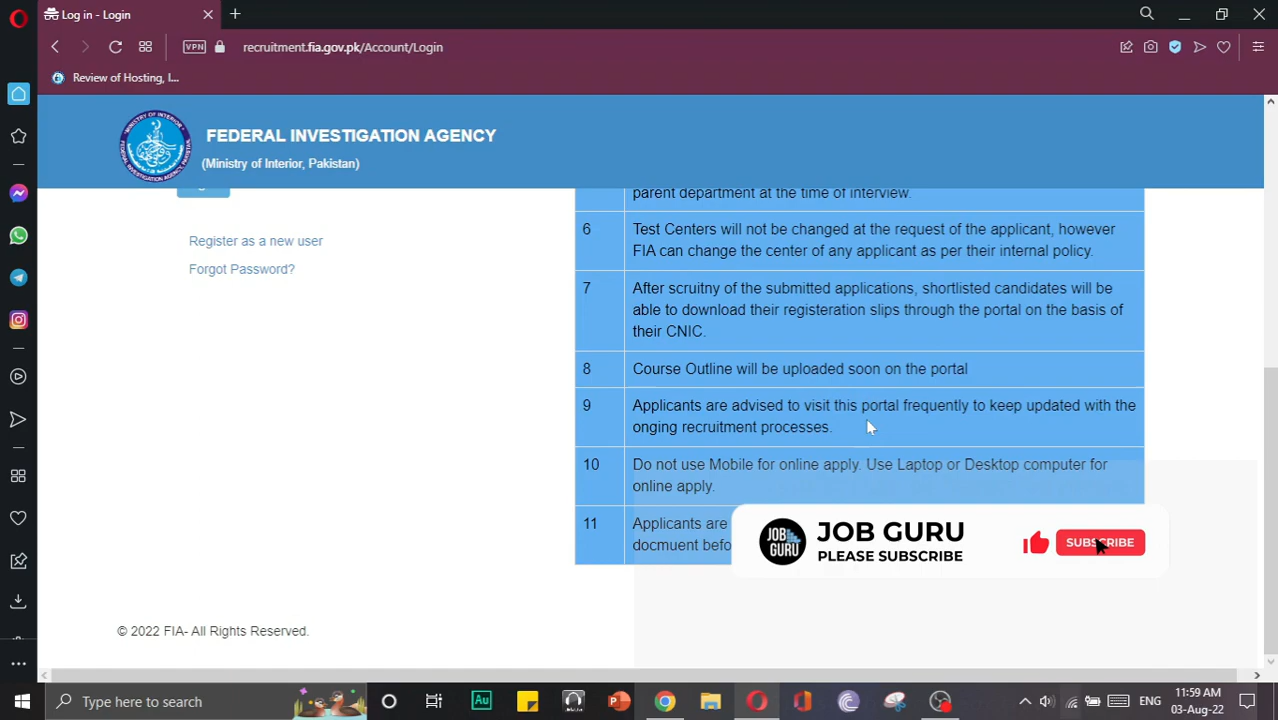 Log in - Login
VPN
recruitment.fia.gov.pk/Account/Login
Review of Hosting, I...
FEDERAL INVESTIGATION AGENCY
(Ministry of Interior, Pakistan)
parent department at the time of interview.
Register as a new user
Forgot Password?
6 Test Centers will not be changed at the request of the applicant, however
FIA can change the center of any applicant as per their internal policy.
7 After scruitny of the submitted applications, shortlisted candidates will be
able to download their registeration slips through the portal on the basis of
their CNIC.
8 Course Outline will be uploaded soon on the portal
9 Applicants are advised to visit this portal frequently to keep updated with the
onging recruitment processes.
10 Do not use Mobile for online apply. Use Laptop or Desktop computer for
online apply.
11 Applicants are
docmuent befo
JOB GURU
JOB GURU
PLEASE SUBSCRIBE
SUBSCRIBE
© 2022 FIA- All Rights Reserved.
Type here to search
Au
ENG
11:59 AM
03-Aug-22